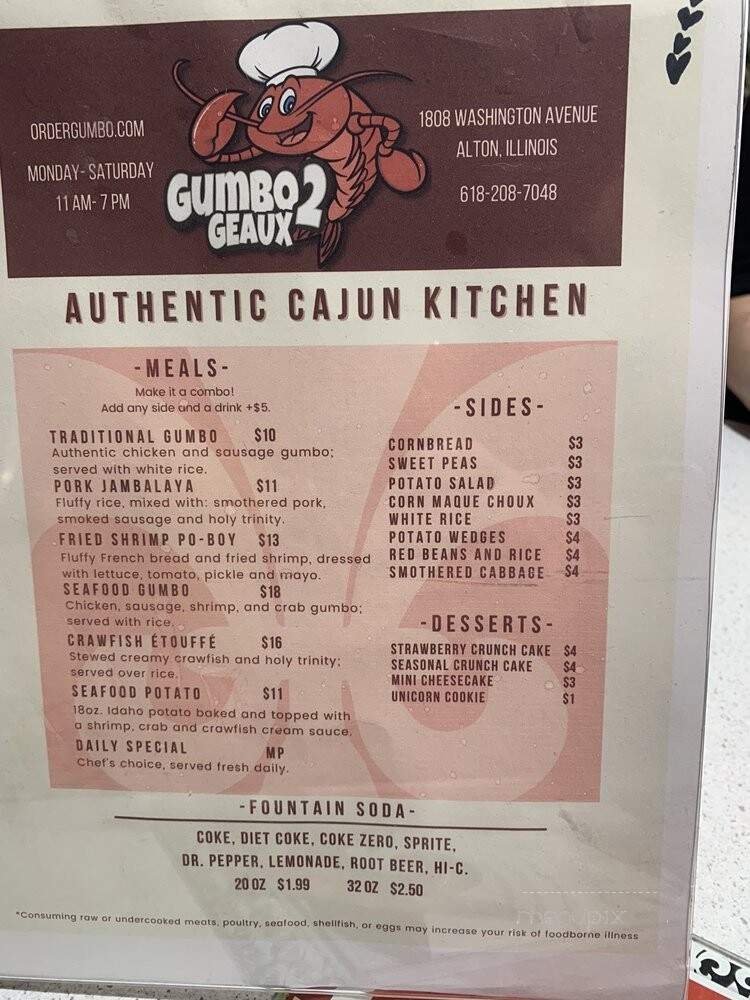 ORDERGUMBO.COM
MONDAY- SATURDAY
11 AM- 7 PM
GUMBO 2
GEAUX
1808 WASHINGTON AVENUE
ALTON, ILLINOIS
618-208-7048
AUTHENTIC CAJUN KITCHEN
-MEALS-
Make it a combo!
Add any side and a drink +$5.
TRADITIONAL GUMBO $10
Authentic chicken and sausage gumbo;
served with white rice.
PORK JAMBALAYA $11
Fluffy rice, mixed with: smothered pork,
smoked sausage and holy trinity.
FRIED SHRIMP PO-BOY $13
Fluffy French bread and fried shrimp, dressed
with lettuce, tomato, pickle and mayo.
SEAFOOD GUMBO $18
Chicken, sausage, shrimp, and crab gumbo;
served with rice.
CRAWFISH ÉTOUFFÉ $16
Stewed creamy crawfish and holy trinity;
served over rice.
SEAFOOD POTATO $11
18oz. Idaho potato baked and topped with
a shrimp, crab and crawfish cream sauce.
DAILY SPECIAL MP
Chef's choice, served fresh daily.
-SIDES-
CORNBREAD $3
SWEET PEAS $3
POTATO SALAD $3
CORN MAQUE CHOUX $3
WHITE RICE $3
POTATO WEDGES $4
RED BEANS AND RICE $4
SMOTHERED CABBAGE $4
-DESSERTS-
STRAWBERRY CRUNCH CAKE $4
SEASONAL CRUNCH CAKE $4
MINI CHEESECAKE $3
UNICORN COOKIE $1
-FOUNTAIN SODA-
COKE, DIET COKE, COKE ZERO, SPRITE,
DR. PEPPER, LEMONADE, ROOT BEER, HI-C.
20 OZ $1.99 32 OZ $2.50
*Consuming raw or undercooked meats, poultry, seafood, shellfish, or eggs may increase your risk of foodborne illness